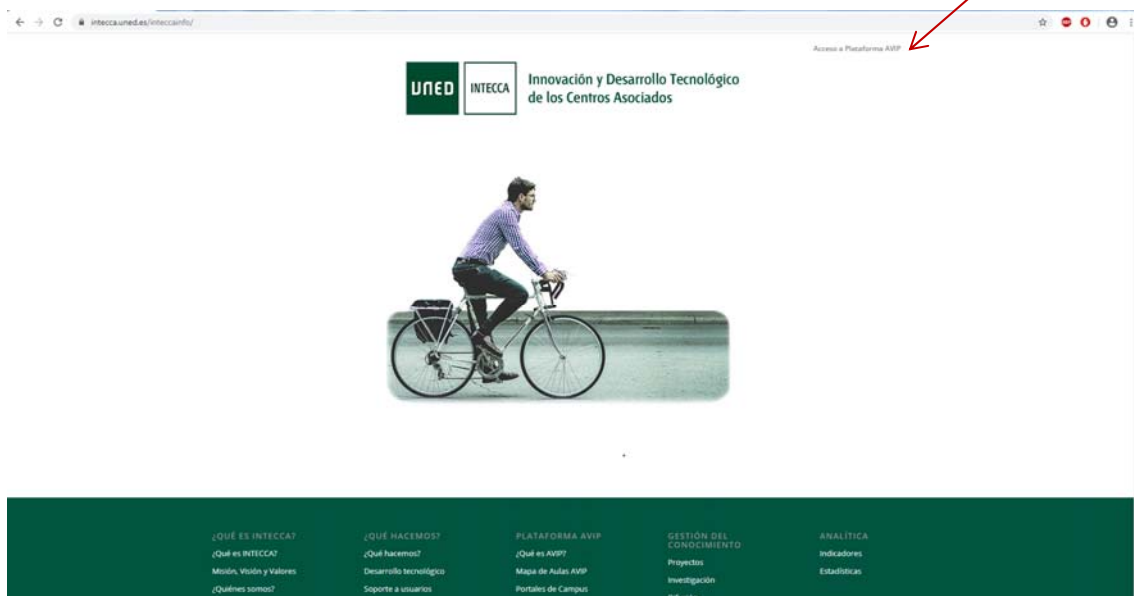 intecca.uned.es/inteccainfo/
Acceso a Plataforma AVIP
UNED
INTECCA
Innovación y Desarrollo Tecnológico
de los Centros Asociados
¿QUÉ ES INTECCA?
¿Qué es INTECCA?
Misión, Visión y Valores
¿Quiénes somos?
¿QUÉ HACEMOS?
¿Qué hacemos?
Desarrollo tecnológico
Soporte a usuarios
PLATAFORMA AVIP
¿Qué es AVIP?
Mapa de Aulas AVIP
Portales de Campus
GESTIÓN DEL
CONOCIMIENTO
Proyectos
Investigación
ANALÍTICA
Indicadores
Estadísticas